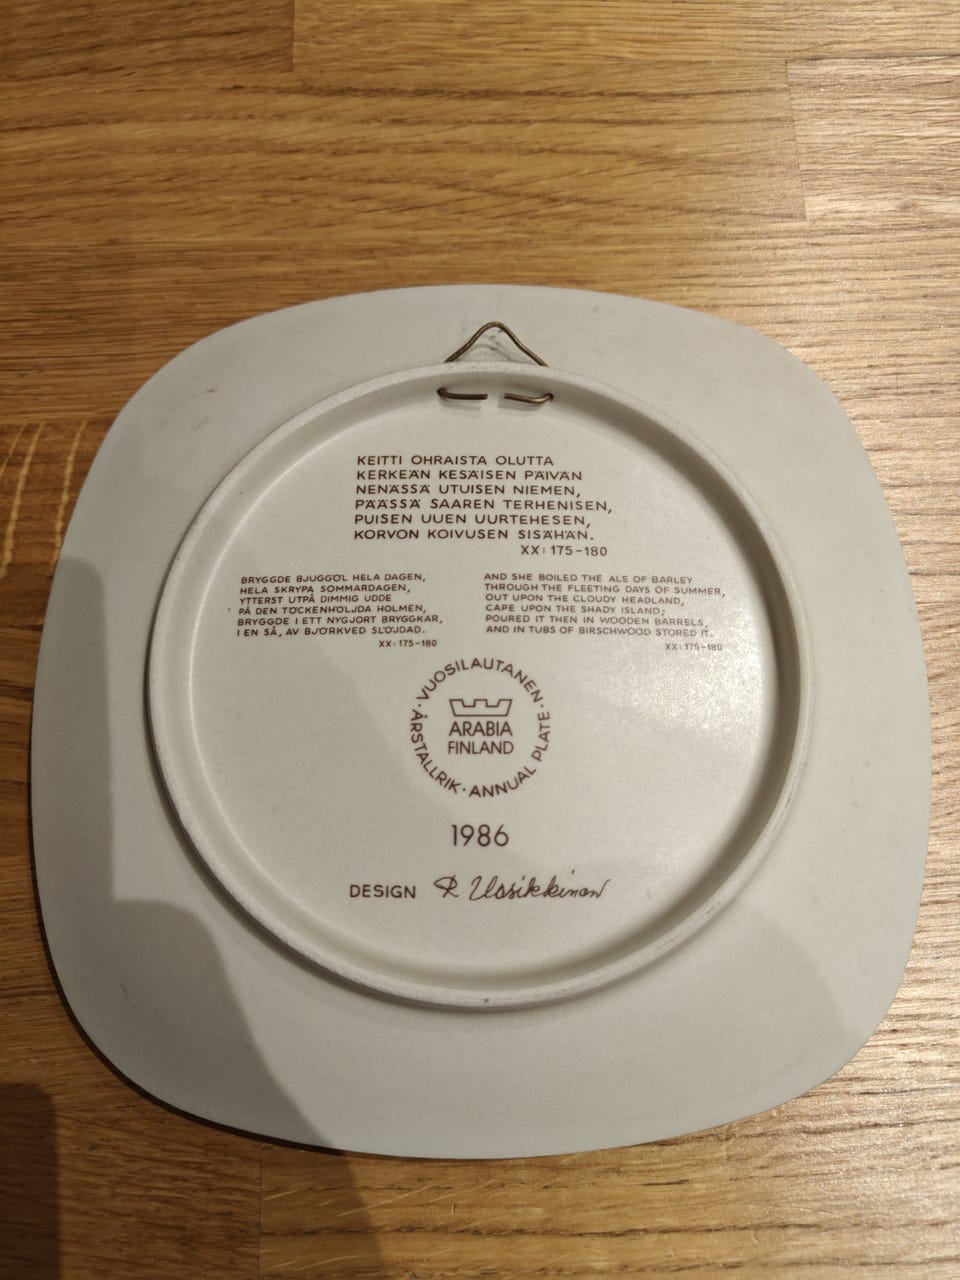 KEITTI OHRAISTA OLUTTA
KERKEÄN KESÄISEN PÄIVÄN
NENÄSSÄ UTUISEN NIEMEN,
PÄÄSSÄ SAAREN TERHENISEN,
PUISEN UUEN UURTEHESEN,
KORVON KOIVUSEN SISÄHÄN.
XX: 175-180
BRYGGDE BJUGGÖL HELA DAGEN,
HELA SKRYPA SOMMARDAGEN,
YTTERST UTPÅ DIMMIG UDDE
PÅ DEN TÖCKENHÖLJDA HOLMEN,
BRYGGDE I ETT NYGJORT BRYGGKAR,
I EN SÅ, AV BJÖRKVED SLÖJDAD.
XX: 175-180
AND SHE BOILED THE ALE OF BARLEY
THROUGH THE FLEETING DAYS OF SUMMER,
OUT UPON THE CLOUDY HEADLAND,
CAPE UPON THE SHADY ISLAND;
POURED IT THEN IN WOODEN BARRELS,
AND IN TUBS OF BIRSCHWOOD STORED IT.
XX: 175-180
VUOSILAUTANEN · ANNUAL PLATE · ÅRSTALLRIK ·
ARABIA
FINLAND
1986
DESIGN R Uosikkinen